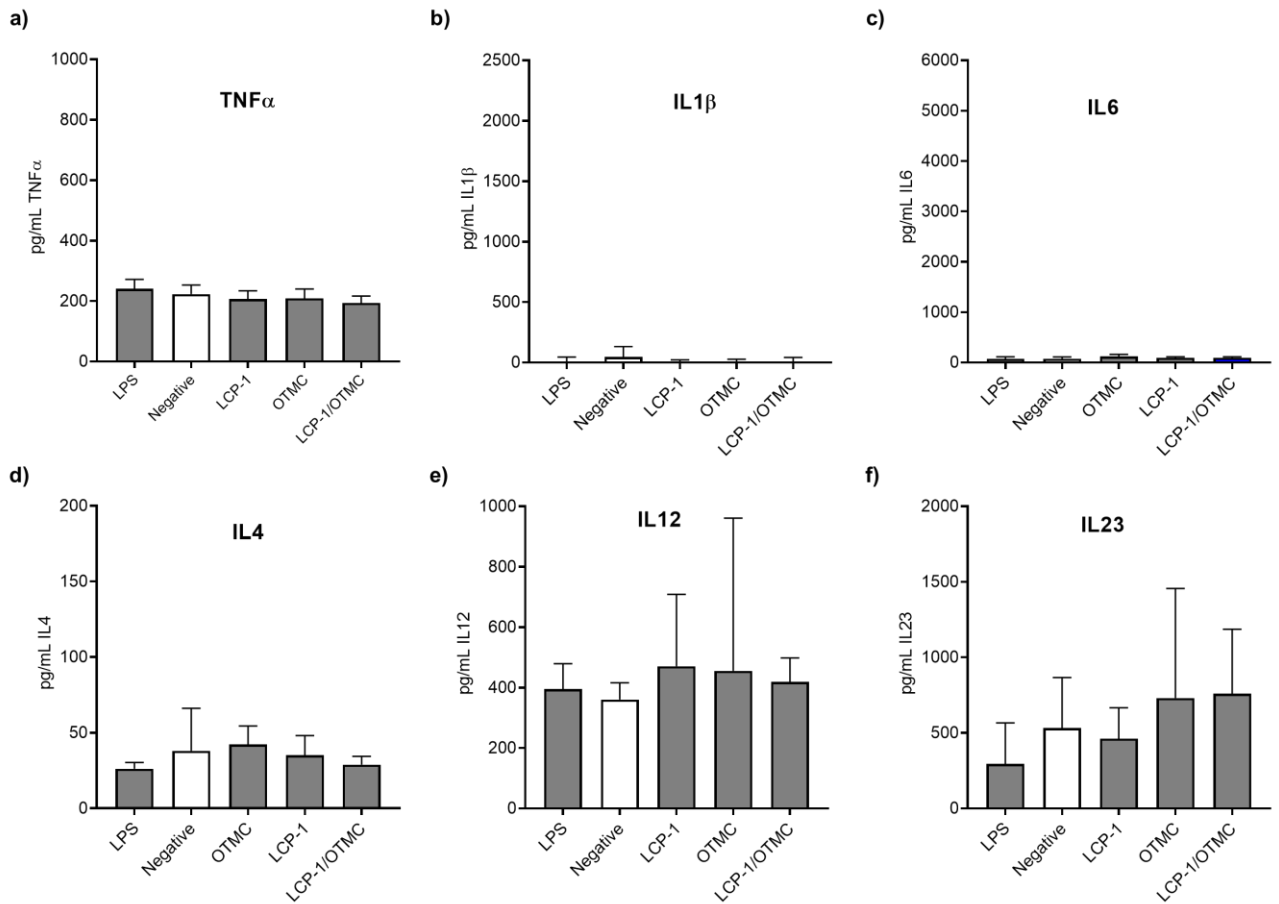 a)
TNFα
pg/mL TNFα
1000
800
600
400
200
0
LPS
Negative
LCP-1
OTMC
LCP-1/OTMC
b)
IL1β
pg/mL IL1β
2500
2000
1500
1000
500
0
LPS
Negative
LCP-1
OTMC
LCP-1/OTMC
c)
IL6
pg/mL IL6
6000
5000
4000
3000
2000
1000
0
LPS
Negative
OTMC
LCP-1
LCP-1/OTMC
d)
IL4
pg/mL IL4
200
150
100
50
0
LPS
Negative
OTMC
LCP-1
LCP-1/OTMC
e)
IL12
pg/mL IL12
1000
800
600
400
200
0
LPS
Negative
LCP-1
OTMC
LCP-1/OTMC
f)
IL23
pg/mL IL23
2000
1500
1000
500
0
LPS
Negative
LCP-1
OTMC
LCP-1/OTMC